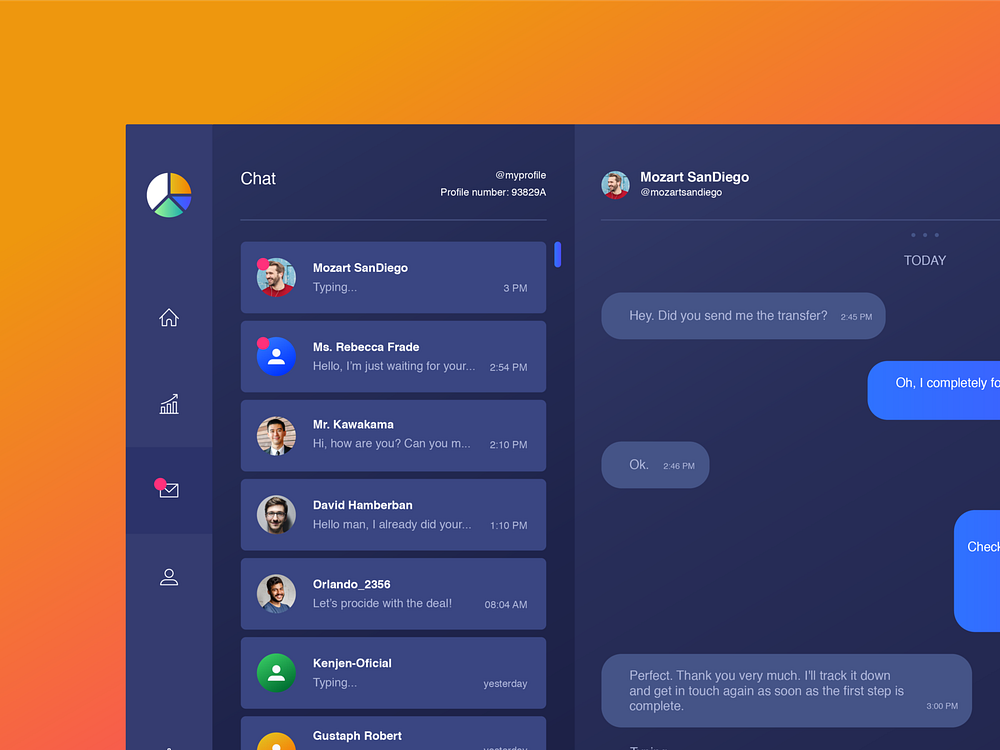 Chat
@myprofile
Profile number: 93829A
Mozart SanDiego
Typing...
3 PM
Ms. Rebecca Frade
Hello, I'm just waiting for your...
2:54 PM
Mr. Kawakama
Hi, how are you? Can you m...
2:10 PM
David Hamberban
Hello man, I already did your...
1:10 PM
Orlando_2356
Let's procide with the deal!
08:04 AM
Kenjen-Oficial
Typing...
yesterday
Gustaph Robert
yesterday
Mozart SanDiego
@mozartsandiego
TODAY
Hey. Did you send me the transfer?
2:45 PM
Oh, I completely fo
Ok.
2:46 PM
Check
Perfect. Thank you very much. I'll track it down
and get in touch again as soon as the first step is
complete.
3:00 PM